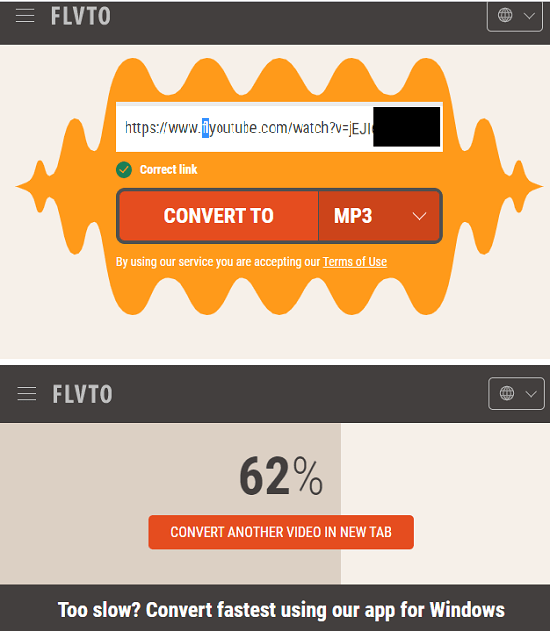 FLVTO
https://www.flyoutube.com/watch?v=jEJI
Correct link
CONVERT TO
MP3
By using our service you are accepting our Terms of Use
FLVTO
62%
CONVERT ANOTHER VIDEO IN NEW TAB
Too slow? Convert fastest using our app for Windows